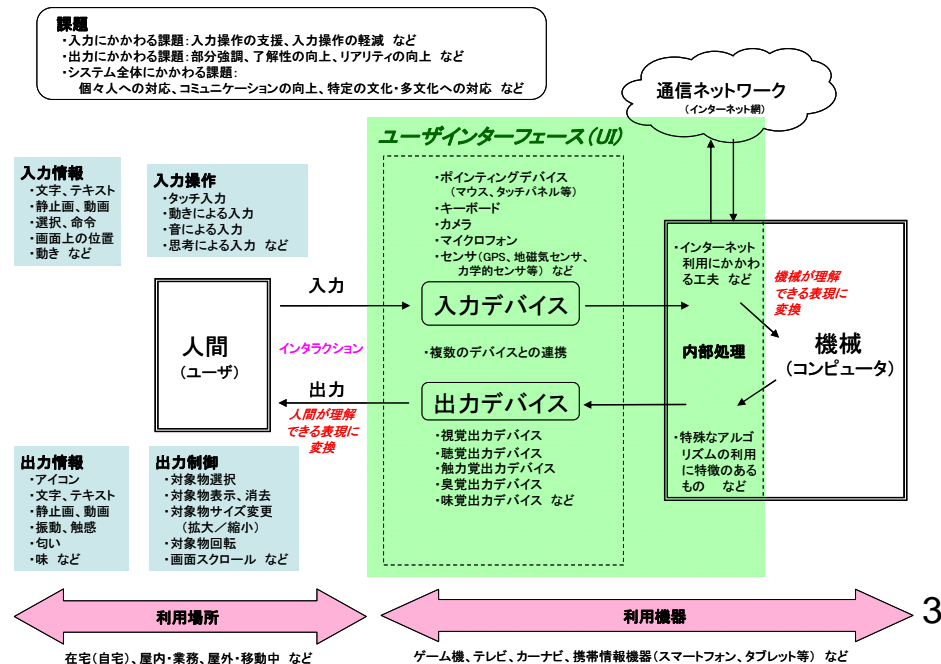 課題
・入力にかかわる課題：入力操作の支援、入力操作の軽減 など
・出力にかかわる課題：部分強調、了解性の向上、リアリティの向上 など
・システム全体にかかわる課題：
個々人への対応、コミュニケーションの向上、特定の文化・多文化への対応 など
通信ネットワーク
（インターネット網）
ユーザインターフェース（UI）
入力情報
・文字、テキスト
・静止画、動画
・選択、命令
・画面上の位置
・動き など
入力操作
・タッチ入力
・動きによる入力
・音による入力
・思考による入力 など
・ポインティングデバイス
（マウス、タッチパネル等）
・キーボード
・カメラ
・マイクロフォン
・センサ（GPS、地磁気センサ、
力学的センサ等） など
・インターネット
利用にかかわ
る工夫 など
機械が理解
できる表現に
変換
入力
入力デバイス
人間
（ユーザ）
インタラクション
・複数のデバイスとの連携
内部処理
機械
（コンピュータ）
出力
出力デバイス
人間が理解
できる表現に
変換
・視覚出力デバイス
・聴覚出力デバイス
・触力覚出力デバイス
・臭覚出力デバイス
・味覚出力デバイス など
・特殊なアルゴ
リズムの利用
に特徴のある
もの など
出力情報
・アイコン
・文字、テキスト
・静止画、動画
・振動、触感
・匂い
・味 など
出力制御
・対象物選択
・対象物表示、消去
・対象物サイズ変更
（拡大／縮小）
・対象物回転
・画面スクロール など
利用場所
利用機器
3
在宅（自宅）、屋内・業務、屋外・移動中 など
ゲーム機、テレビ、カーナビ、携帯情報機器（スマートフォン、タブレット等） など